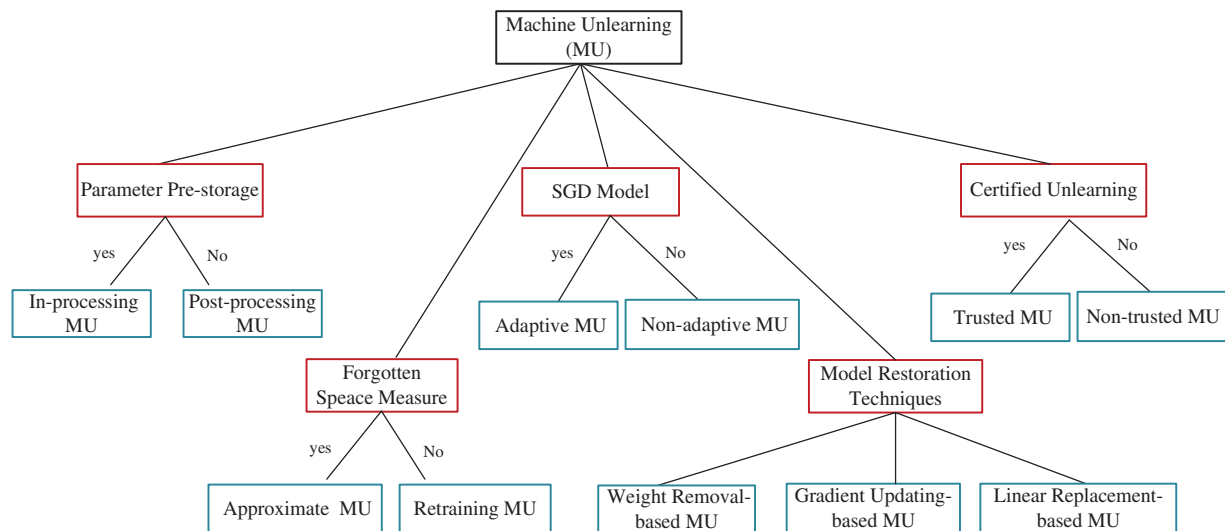 Machine Unlearning
(MU)
Parameter Pre-storage
SGD Model
Certified Unlearning
yes
No
yes
No
yes
No
In-processing
MU
Post-processing
MU
Adaptive MU
Non-adaptive MU
Trusted MU
Non-trusted MU
Forgotten
Speace Measure
Model Restoration
Techniques
yes
No
Approximate MU
Retraining MU
Weight Removal-
based MU
Gradient Updating-
based MU
Linear Replacement-
based MU